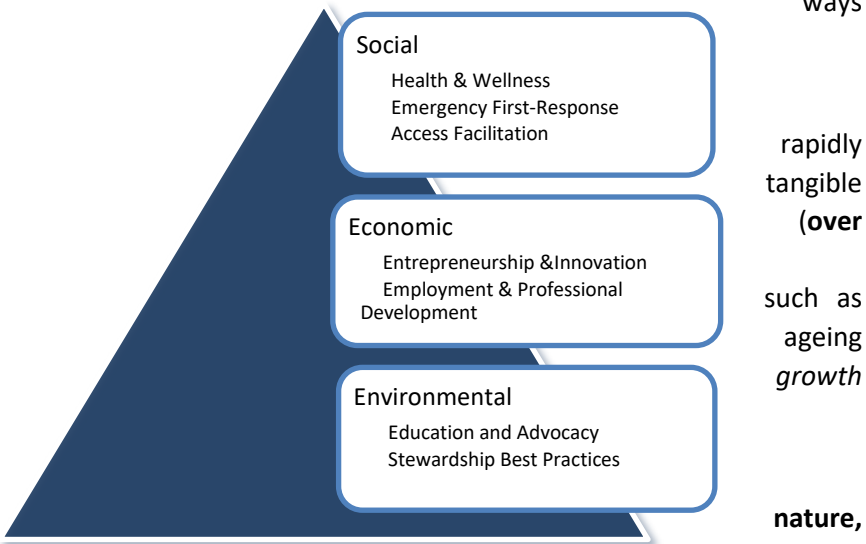 ways
Social
Health & Wellness
Emergency First-Response
Access Facilitation
rapidly
tangible
(over
Economic
Entrepreneurship &Innovation
Employment & Professional
Development
such as
ageing
growth
Environmental
Education and Advocacy
Stewardship Best Practices
nature,